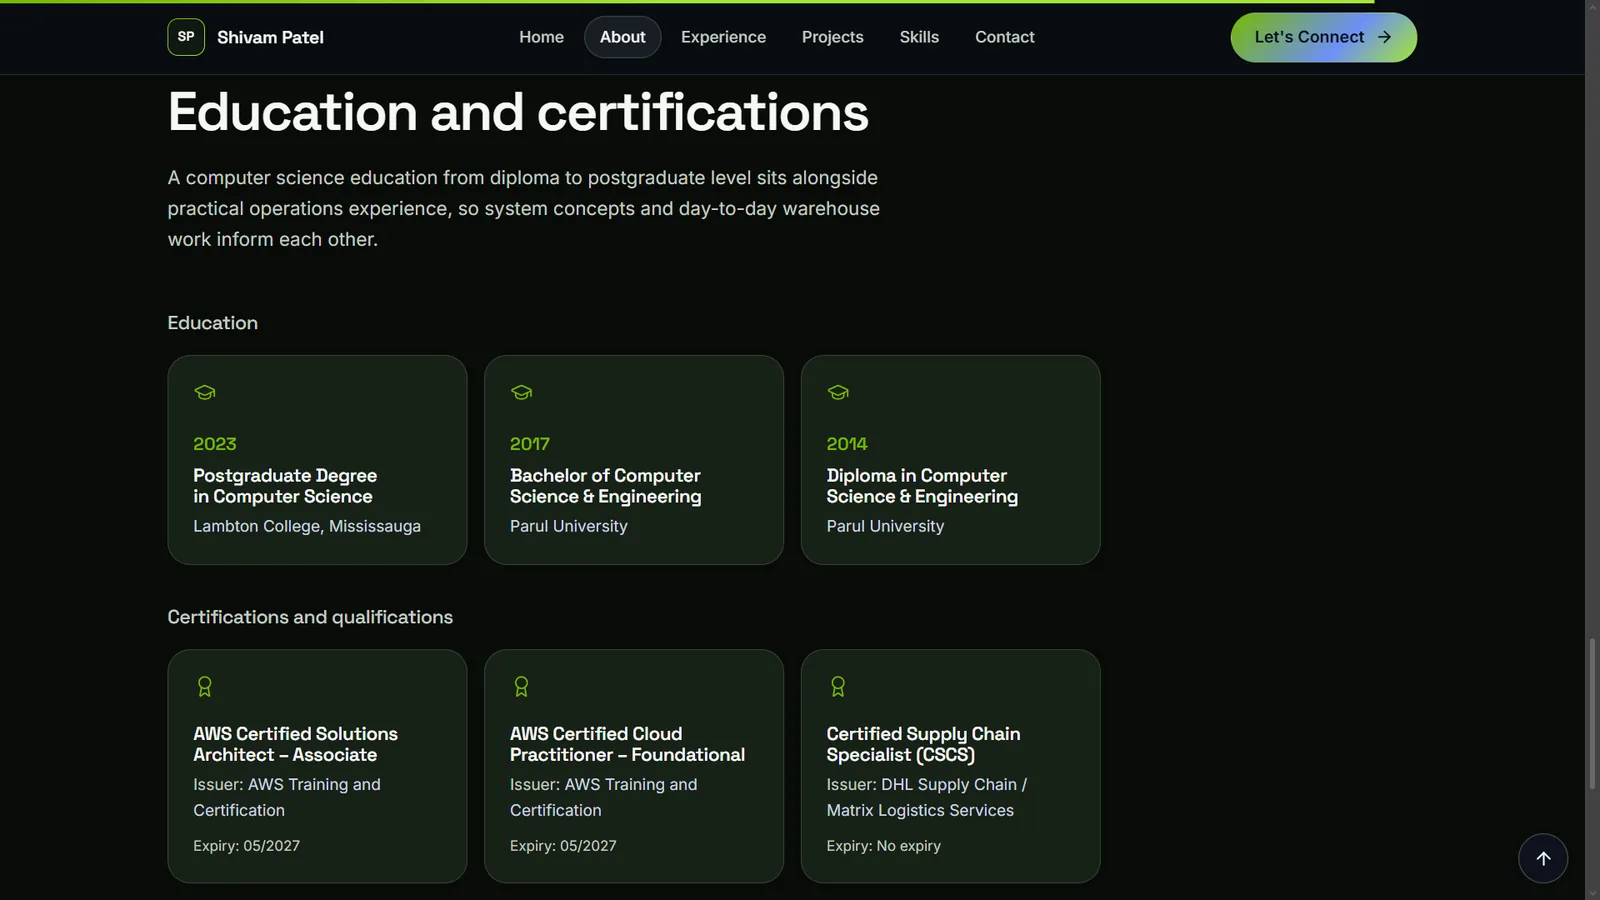 SP Shivam Patel Home About Experience Projects Skills Contact Let's Connect
Education and certifications
A computer science education from diploma to postgraduate level sits alongside
practical operations experience, so system concepts and day-to-day warehouse
work inform each other.
Education
2023
Postgraduate Degree
in Computer Science
Lambton College, Mississauga
2017
Bachelor of Computer
Science & Engineering
Parul University
2014
Diploma in Computer
Science & Engineering
Parul University
Certifications and qualifications
AWS Certified Solutions
Architect – Associate
Issuer: AWS Training and
Certification
Expiry: 05/2027
AWS Certified Cloud
Practitioner – Foundational
Issuer: AWS Training and
Certification
Expiry: 05/2027
Certified Supply Chain
Specialist (CSCS)
Issuer: DHL Supply Chain /
Matrix Logistics Services
Expiry: No expiry